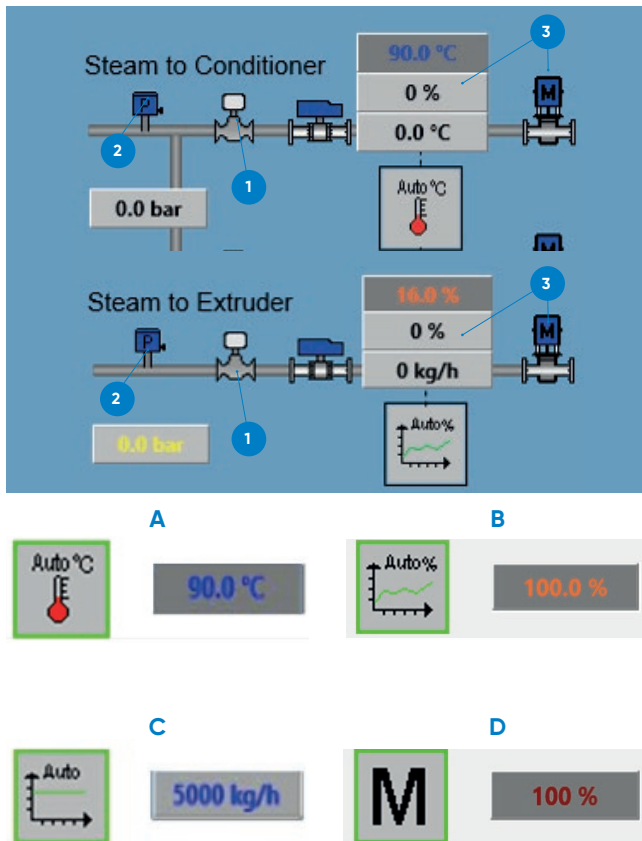 90.0 °C
3
Steam to Conditioner
M
P
0 %
2
0.0 °C
1
Auto °C
0.0 bar
M
16.0 %
3
Steam to Extruder
M
P
0 %
2
0 kg/h
1
Auto%
0.0 bar
A
B
Auto °C
90.0 °C
Auto%
100.0 %
C
D
Auto
5000 kg/h
M
100 %